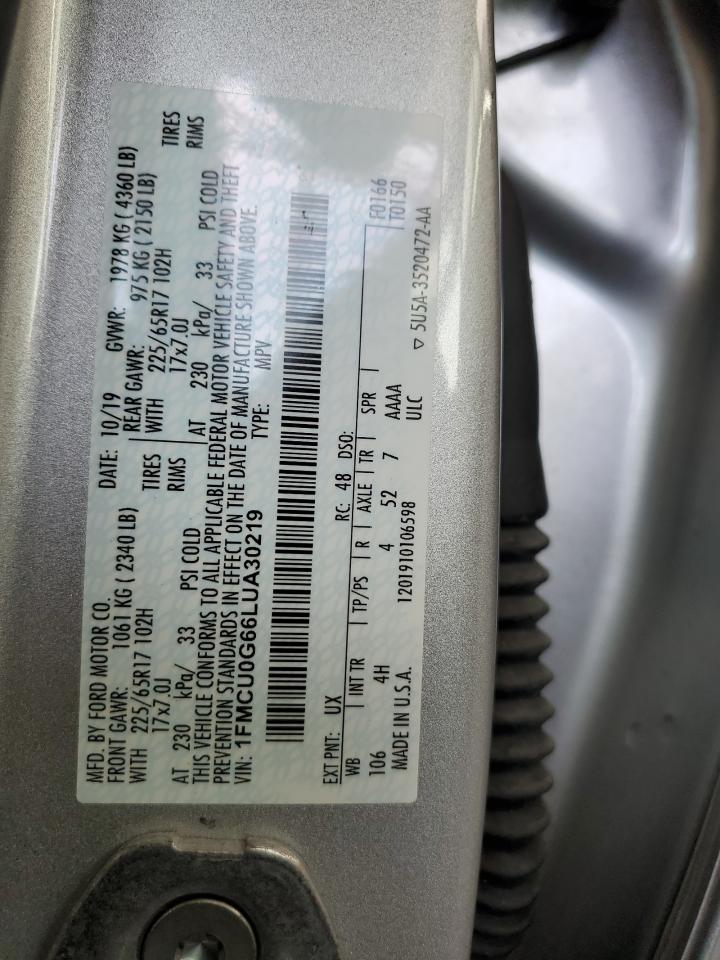 MFD. BY FORD MOTOR CO. DATE: 10/19 GVWR: 1978 KG ( 4360 LB)
FRONT GAWR: 1061 KG ( 2340 LB) REAR GAWR: 975 KG ( 2150 LB)
WITH 225/65R17 102H TIRES WITH 225/65R17 102H TIRES
17x7.0J RIMS 17x7.0J RIMS
AT 230 kPa/ 33 PSI COLD AT 230 kPa/ 33 PSI COLD
THIS VEHICLE CONFORMS TO ALL APPLICABLE FEDERAL MOTOR VEHICLE SAFETY AND THEFT
PREVENTION STANDARDS IN EFFECT ON THE DATE OF MANUFACTURE SHOWN ABOVE.
VIN: 1FMCU0G66LUA30219 TYPE: MPV
EXT PNT: UX RC: 48 DSO: F0166
WB INT TR TP/PS R AXLE TR SPR T0150
106 4H 4 52 7 AAAA
MADE IN U.S.A. 1201910106598 ULC
▽ 5U5A-3520472-AA